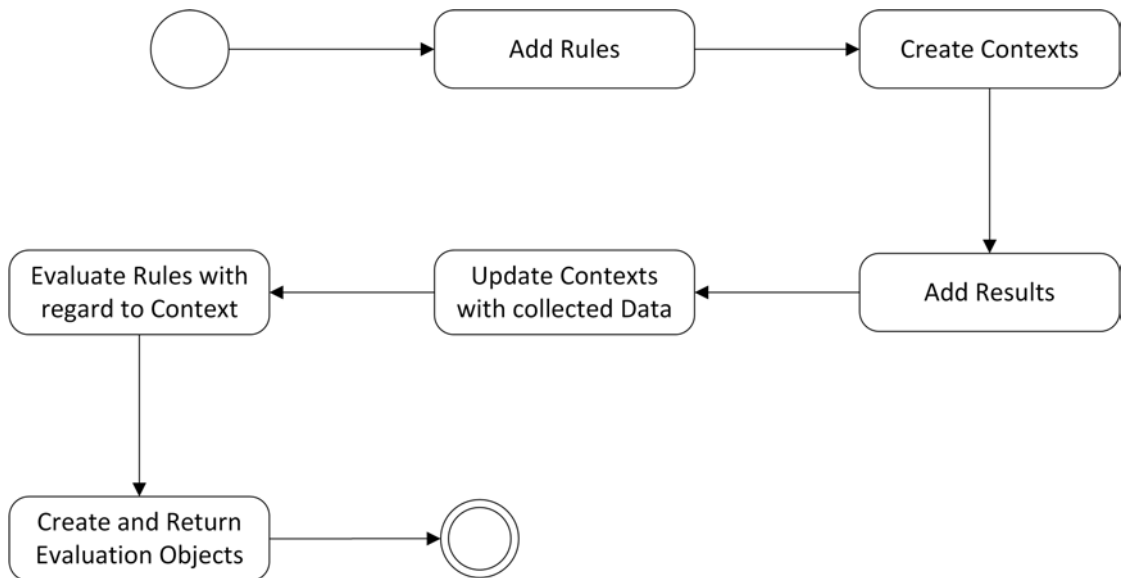 Add Rules
Create Contexts
Add Results
Update Contexts
with collected Data
Evaluate Rules with
regard to Context
Create and Return
Evaluation Objects